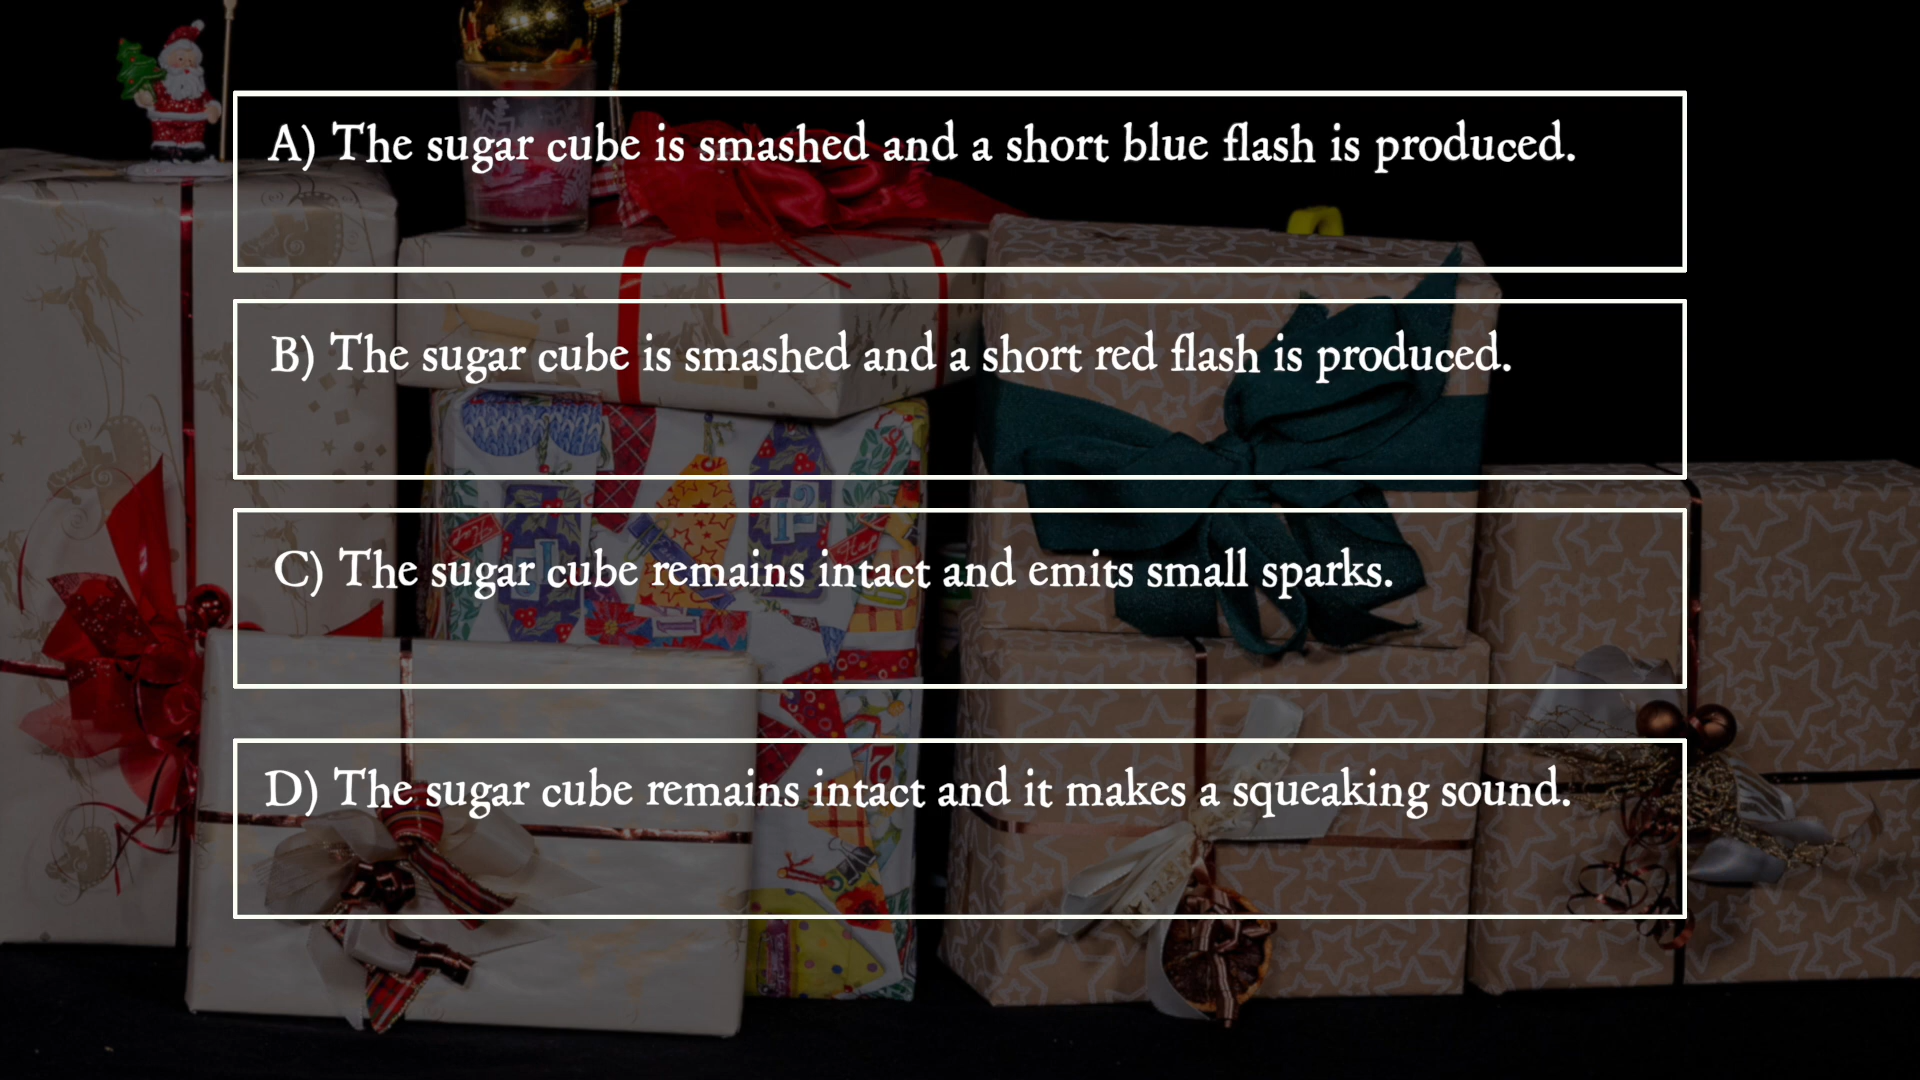 A) The sugar cube is smashed and a short blue flash is produced.
B) The sugar cube is smashed and a short red flash is produced.
C) The sugar cube remains intact and emits small sparks.
D) The sugar cube remains intact and it makes a squeaking sound.